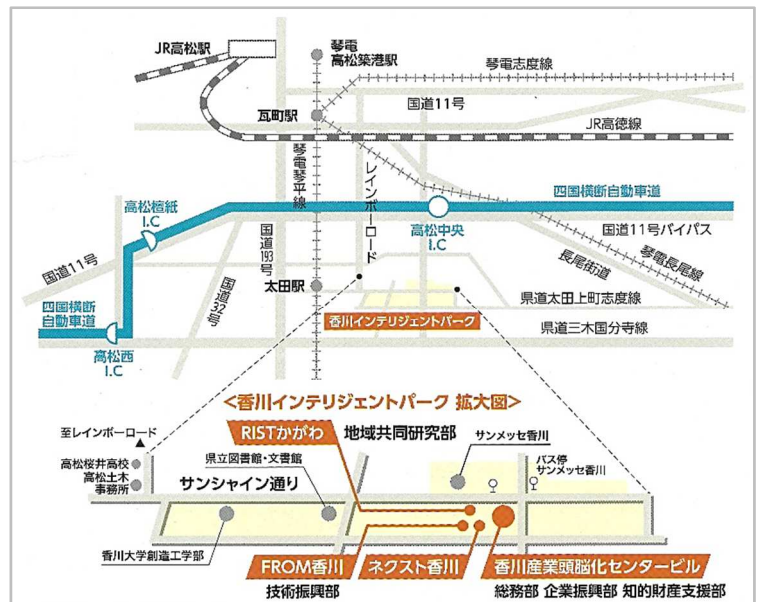 JR高松駅
琴電
高松築港駅
琴電志度線
国道11号
瓦町駅
JR高徳線
琴電琴平線
レインボーロード
四国横断自動車道
高松檀紙
I.C
高松中央
I.C
国道11号バイパス
国道193号
長尾街道
琴電長尾線
国道11号
国道32号
太田駅
県道太田上町志度線
四国横断
自動車道
香川インテリジェントパーク
県道三木国分寺線
高松西
I.C
<香川インテリジェントパーク 拡大図>
至レインボーロード
RISTかがわ
地域共同研究部
サンメッセ香川
高松桜井高校
県立図書館・文書館
バス停
サンメッセ香川
高松土木
事務所
サンシャイン通り
香川大学創造工学部
FROM香川
ネクスト香川
香川産業頭脳化センタービル
技術振興部
総務部 企業振興部 知的財産支援部